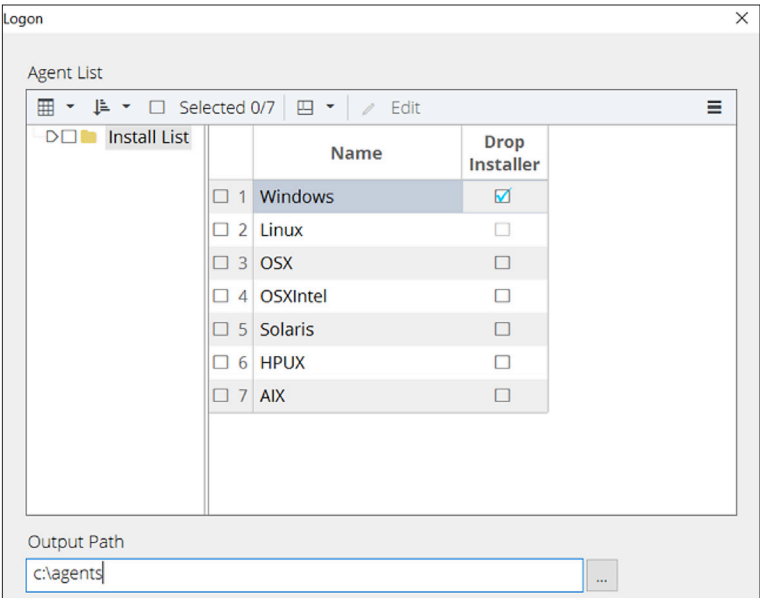 Logon
Agent List
Selected 0/7 Edit
Install List
Name Drop Installer
1 Windows
2 Linux
3 OSX
4 OSXIntel
5 Solaris
6 HPUX
7 AIX
Output Path
c:\agents
...